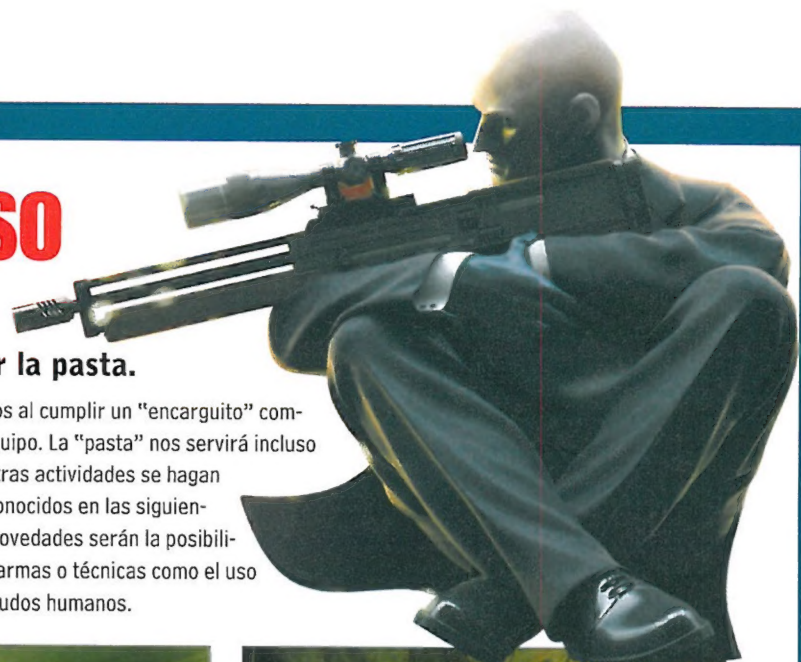 SO
r la pasta.
os al cumplir un "encarguito" com-
uipo. La "pasta" nos servirá incluso
tras actividades se hagan
onocidos en las siguien-
ovedades serán la posibili-
armas o técnicas como el uso
udos humanos.